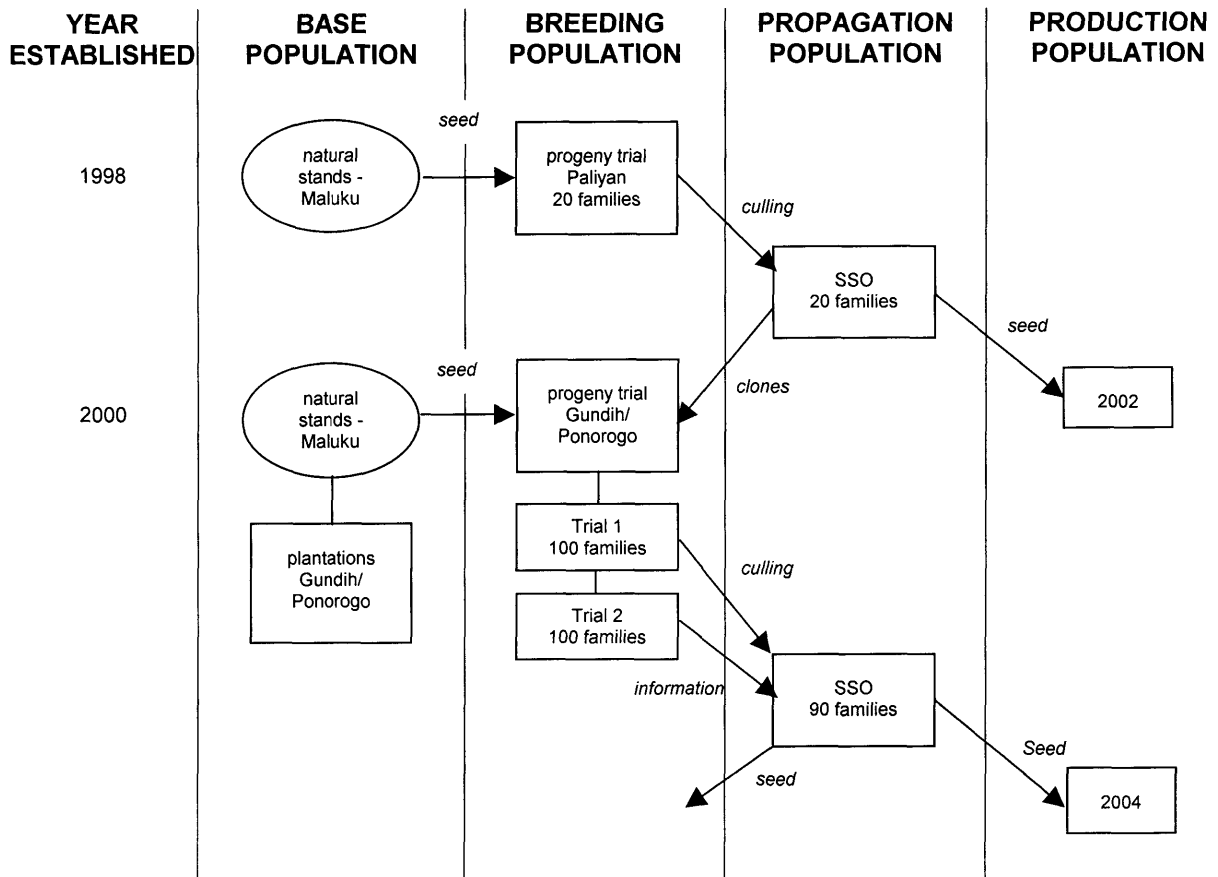 YEAR
ESTABLISHED
BASE
POPULATION
BREEDING
POPULATION
PROPAGATION
POPULATION
PRODUCTION
POPULATION
1998
natural
stands -
Maluku
seed
progeny trial
Paliyan
20 families
culling
SSO
20 families
seed
2002
2000
natural
stands -
Maluku
seed
progeny trial
Gundih/
Ponorogo
clones
plantations
Gundih/
Ponorogo
Trial 1
100 families
culling
Trial 2
100 families
information
SSO
90 families
seed
Seed
2004